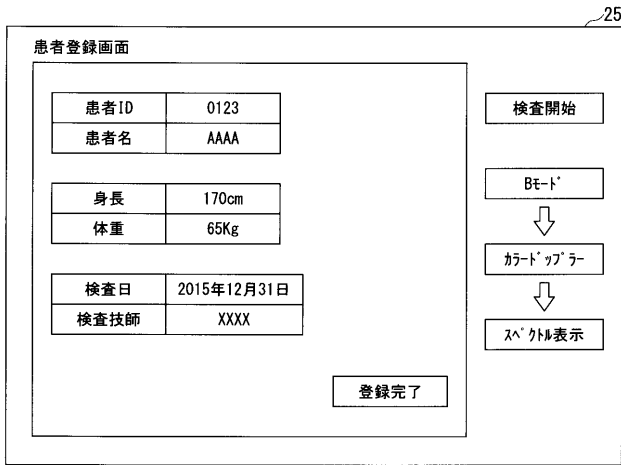 25
患者登録画面
患者ID 0123
患者名 AAAA
身長 170cm
体重 65Kg
検査日 2015年12月31日
検査技師 XXXX
登録完了
検査開始
Bﾓｰﾄﾞ
ｶﾗｰﾄﾞｯﾌﾟﾗｰ
ｽﾍﾟｸﾄﾙ表示